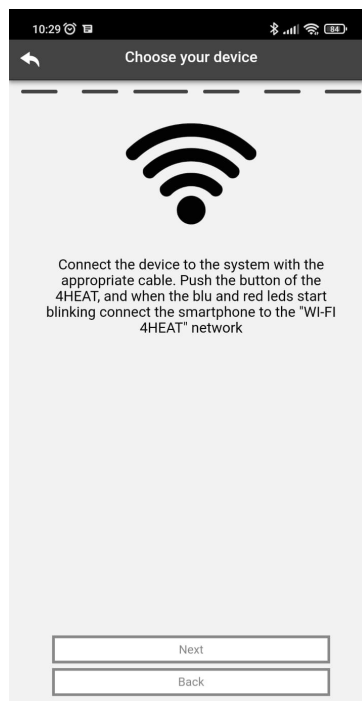 10:29
84
Choose your device
Connect the device to the system with the
appropriate cable. Push the button of the
4HEAT, and when the blu and red leds start
blinking connect the smartphone to the "WI-FI
4HEAT" network
Next
Back